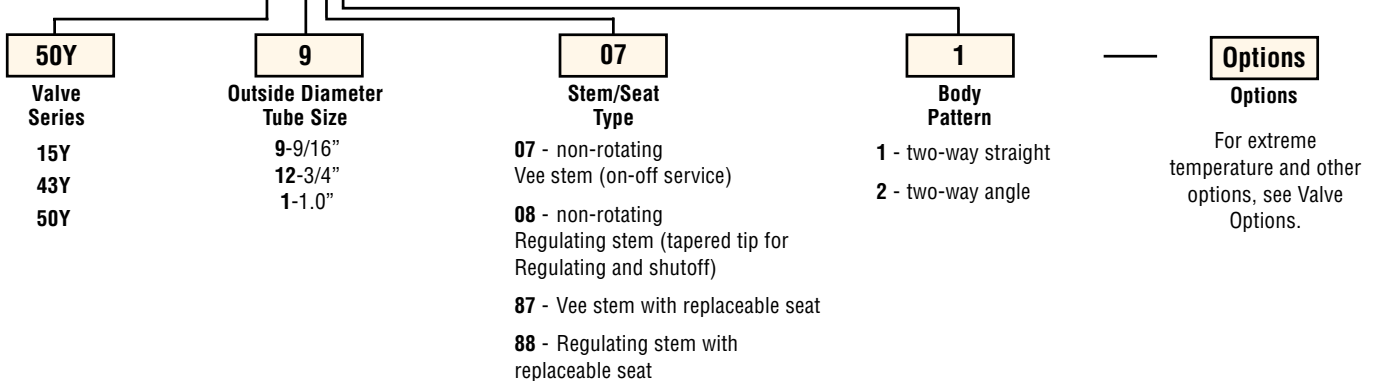 50Y
Valve
Series
15Y
43Y
50Y
9
Outside Diameter
Tube Size
9-9/16”
12-3/4”
1-1.0”
07
Stem/Seat
Type
07 - non-rotating
Vee stem (on-off service)
08 - non-rotating
Regulating stem (tapered tip for
Regulating and shutoff)
87 - Vee stem with replaceable seat
88 - Regulating stem with
replaceable seat
1
Body
Pattern
1 - two-way straight
2 - two-way angle
Options
Options
For extreme
temperature and other
options, see Valve
Options.